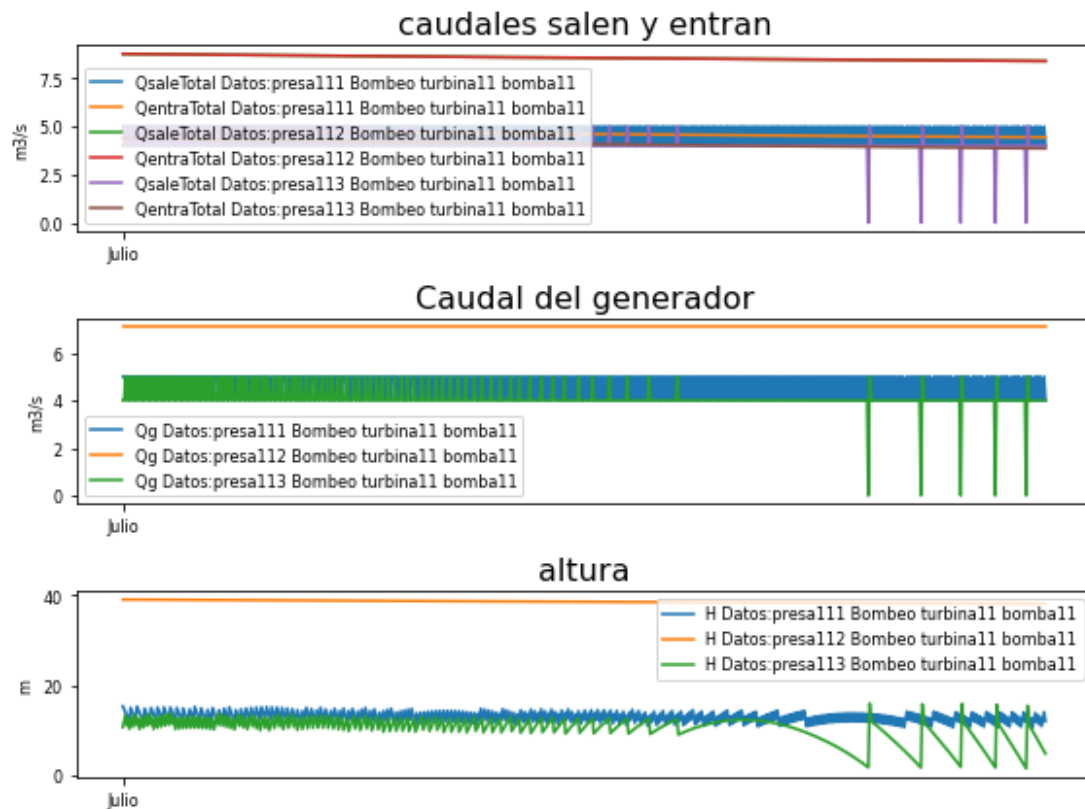 caudales salen y entran
m3/s
7.5
5.0
2.5
0.0
QsaleTotal Datos:presa111 Bombeo turbina11 bomba11
QentraTotal Datos:presa111 Bombeo turbina11 bomba11
QsaleTotal Datos:presa112 Bombeo turbina11 bomba11
QentraTotal Datos:presa112 Bombeo turbina11 bomba11
QsaleTotal Datos:presa113 Bombeo turbina11 bomba11
QentraTotal Datos:presa113 Bombeo turbina11 bomba11
Julio
Caudal del generador
m3/s
6
4
2
0
Qg Datos:presa111 Bombeo turbina11 bomba11
Qg Datos:presa112 Bombeo turbina11 bomba11
Qg Datos:presa113 Bombeo turbina11 bomba11
Julio
altura
m
40
20
0
H Datos:presa111 Bombeo turbina11 bomba11
H Datos:presa112 Bombeo turbina11 bomba11
H Datos:presa113 Bombeo turbina11 bomba11
Julio